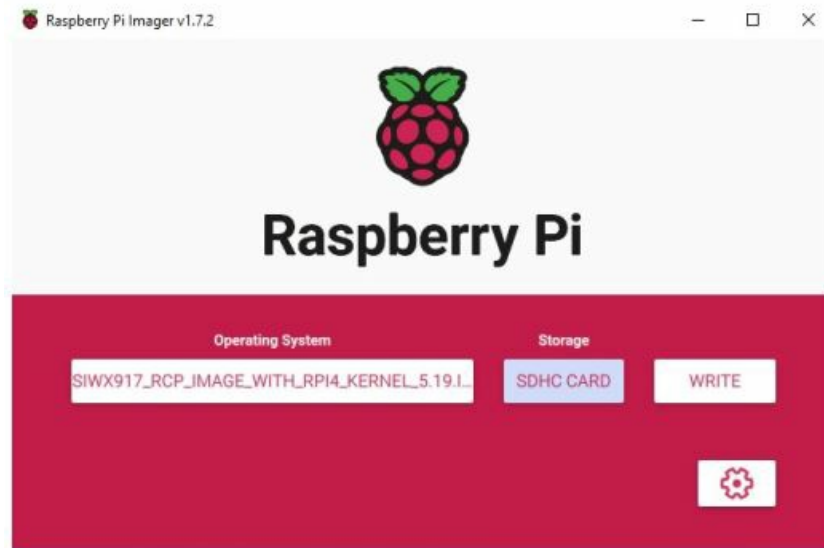 Raspberry Pi Imager v1.7.2
Raspberry Pi
Operating System
Storage
SIWX917_RCP_IMAGE_WITH_RPI4_KERNEL_5.19.I...
SDHC CARD
WRITE